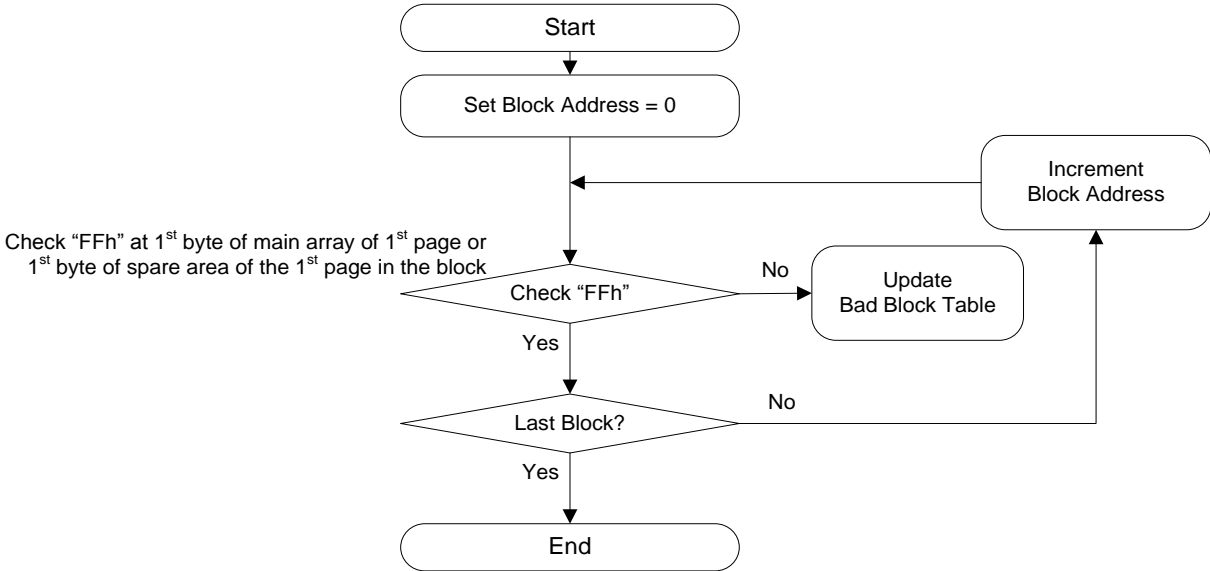 Start
Set Block Address = 0
Increment
Block Address
Check “FFh” at 1st byte of main array of 1st page or
1st byte of spare area of the 1st page in the block
Check “FFh”
No
Update
Bad Block Table
Yes
Last Block?
No
Yes
End